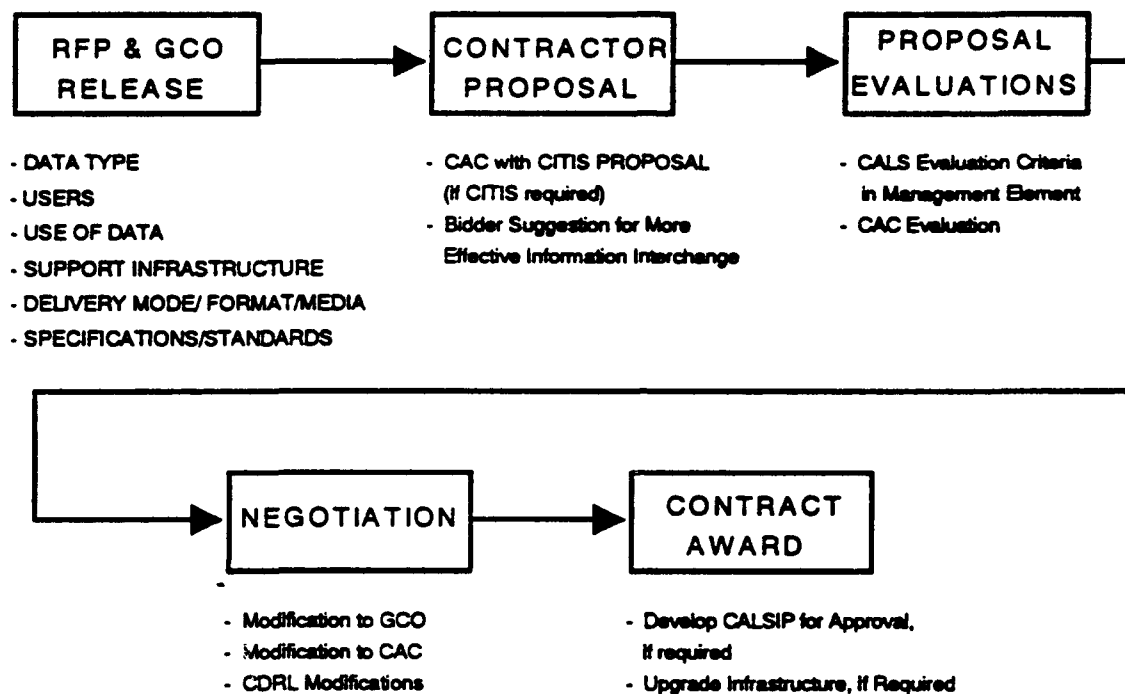 RFP & GCO
RELEASE
- DATA TYPE
- USERS
- USE OF DATA
- SUPPORT INFRASTRUCTURE
- DELIVERY MODE/ FORMAT/MEDIA
- SPECIFICATIONS/STANDARDS
CONTRACTOR
PROPOSAL
- CAC with CITIS PROPOSAL
(If CITIS required)
- Bidder Suggestion for More
Effective Information Interchange
PROPOSAL
EVALUATIONS
- CALS Evaluation Criteria
in Management Element
- CAC Evaluation
NEGOTIATION
- Modification to GCO
- Modification to CAC
- CDRL Modifications
CONTRACT
AWARD
- Develop CALSIP for Approval,
If required
- Upgrade Infrastructure, If Required